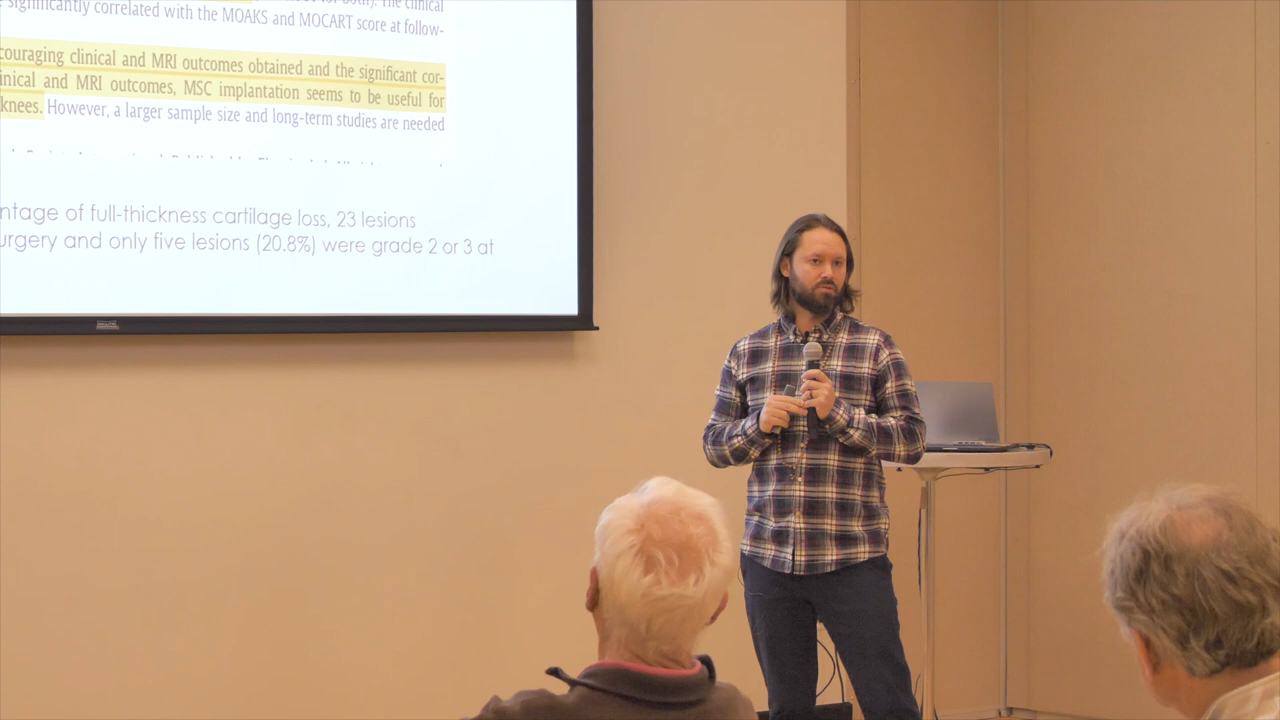 significantly correlated with the MOAKS and MOCART score at follow-
couraging clinical and MRI outcomes obtained and the significant cor-
inical and MRI outcomes, MSC implantation seems to be useful for
knees. However, a larger sample size and long-term studies are needed
ntage of full-thickness cartilage loss, 23 lesions
urgery and only five lesions (20.8%) were grade 2 or 3 at